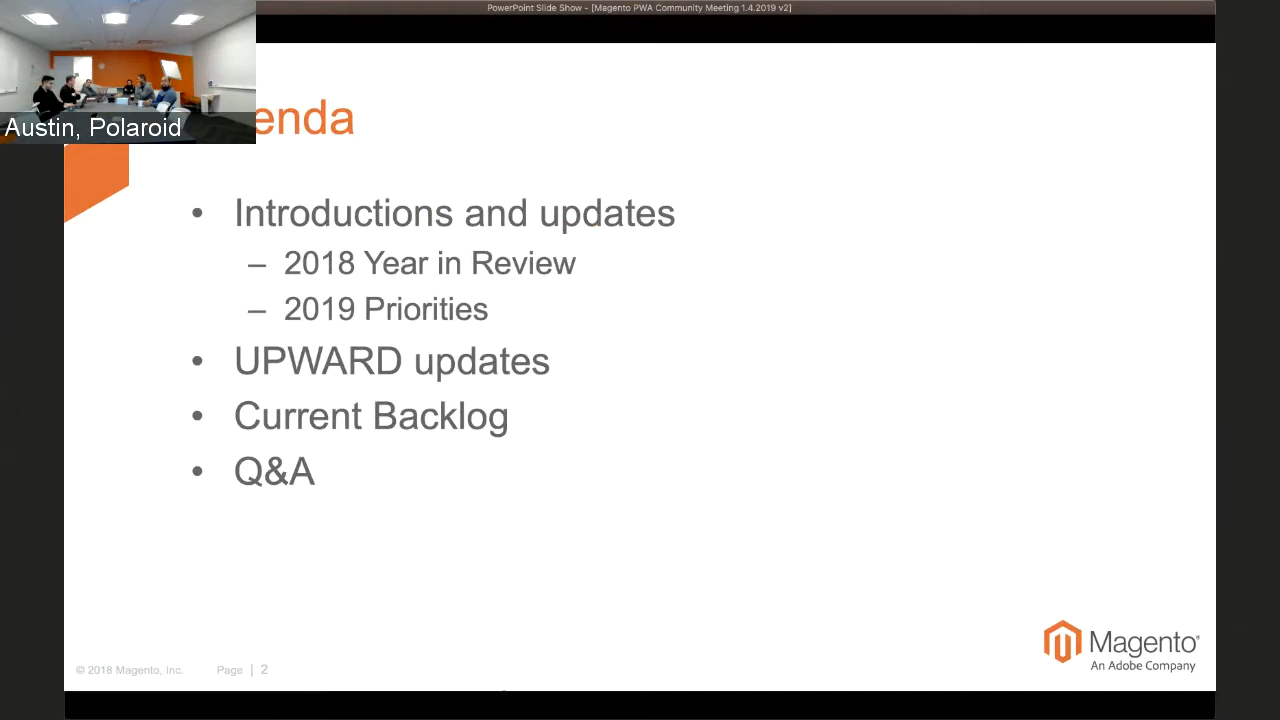 PowerPoint Slide Show - [Magento PWA Community Meeting 1.4.2019 v2]
Austin, Polaroid
enda
• Introductions and updates
– 2018 Year in Review
– 2019 Priorities
• UPWARD updates
• Current Backlog
• Q&A
© 2018 Magento, Inc. Page | 2
Magento®
An Adobe Company